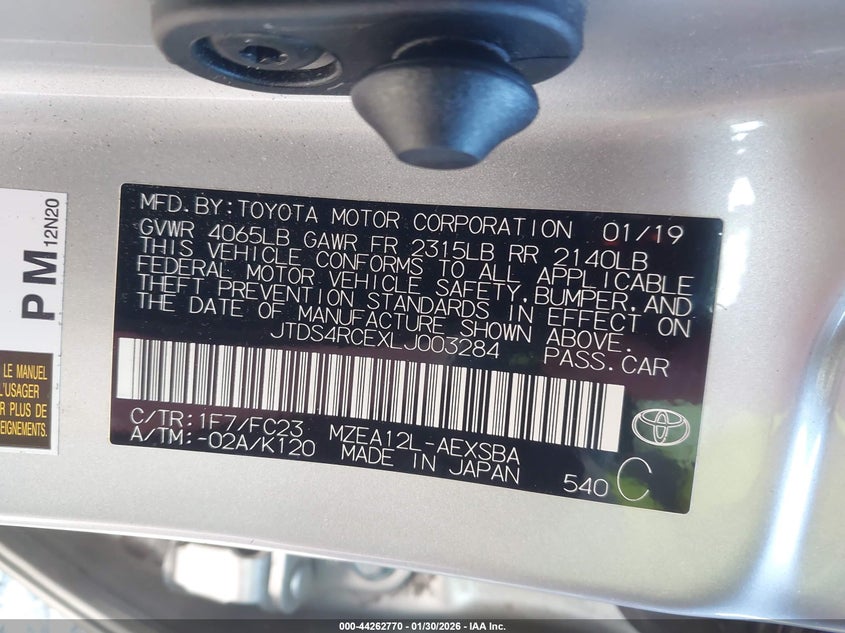 MFD.BY:TOYOTA MOTOR CORPORATION 01/19
GVWR 4065LB GAWR FR 2315LB RR 2140LB
THIS VEHICLE CONFORMS TO ALL APPLICABLE
FEDERAL MOTOR VEHICLE SAFETY,BUMPER,AND
THEFT PREVENTION STANDARDS IN EFFECT ON
THE DATE OF MANUFACTURE SHOWN ABOVE.
JTDS4RCEXLJ003284 PASS.CAR
C/TR:1F7/FC23 MZEA12L-AEXSBA
A/TM:-02A/K120 MADE IN JAPAN
540 C
PM 12N20
LE MANUEL
L'USAGER
PLUS DE
000-44262770 - 01/30/2026 - IAA Inc.